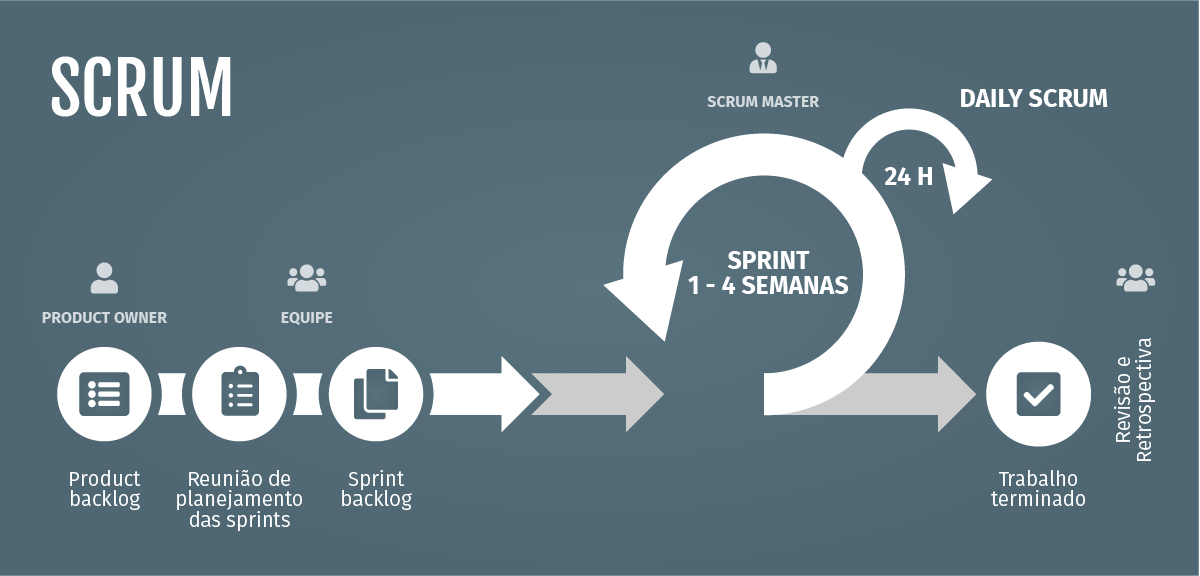 SCRUM
SCRUM MASTER
DAILY SCRUM
24 H
SPRINT
1 - 4 SEMANAS
PRODUCT OWNER
EQUIPE
Product
backlog
Reunião de
planejamento
das sprints
Sprint
backlog
Trabalho
terminado
Revisão e
Retrospectiva